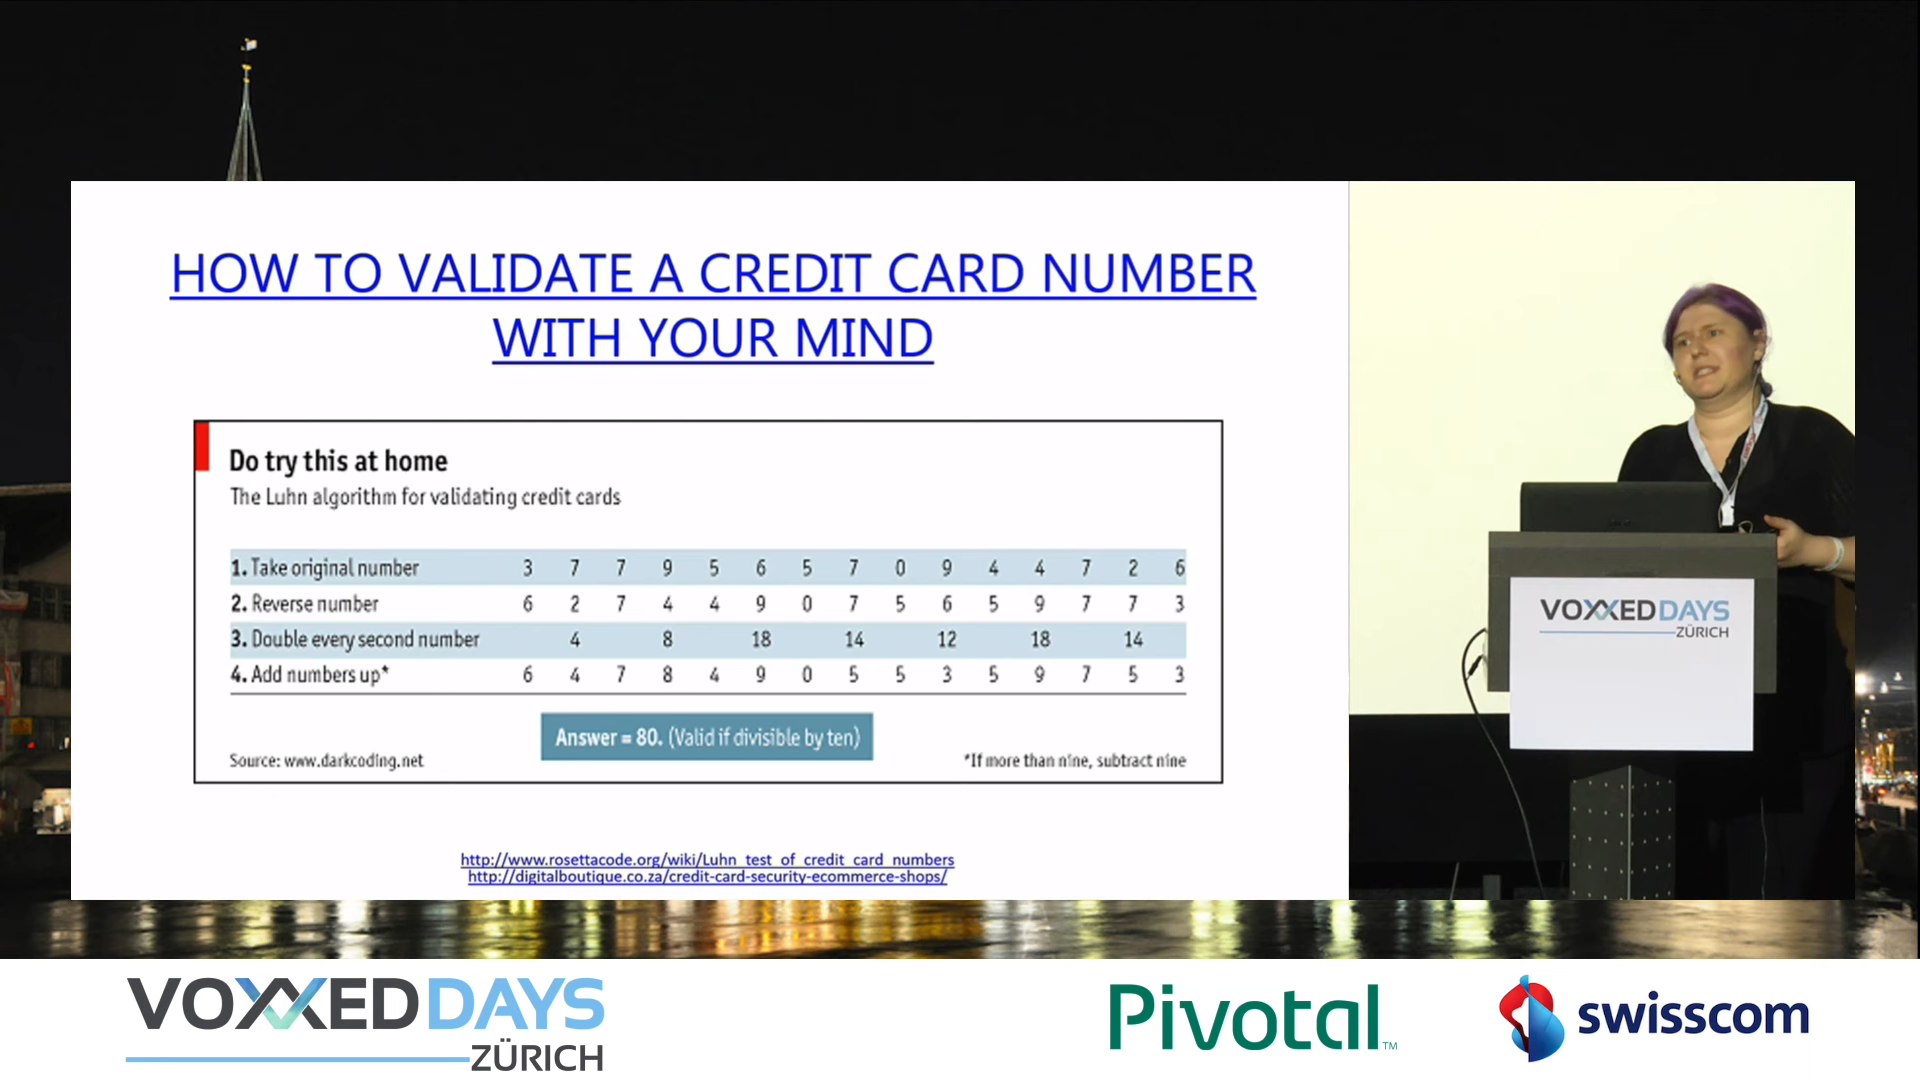 HOW TO VALIDATE A CREDIT CARD NUMBER
WITH YOUR MIND
Do try this at home
The Luhn algorithm for validating credit cards
1. Take original number 3 7 7 9 5 6 5 7 0 9 4 4 7 2 6
2. Reverse number 6 2 7 4 4 9 0 7 5 6 5 9 7 7 3
3. Double every second number 4 8 18 14 12 18 14
4. Add numbers up* 6 4 7 8 4 9 0 5 5 3 5 9 7 5 3
Answer = 80. (Valid if divisible by ten)
Source: www.darkcoding.net
*If more than nine, subtract nine
http://www.rosettacode.org/wiki/Luhn_test_of_credit_card_numbers
http://digitalboutique.co.za/credit-card-security-ecommerce-shops/
VOXXEDDAYS
ZÜRICH
VOXXEDDAYS
ZÜRICH
Pivotal™
swisscom